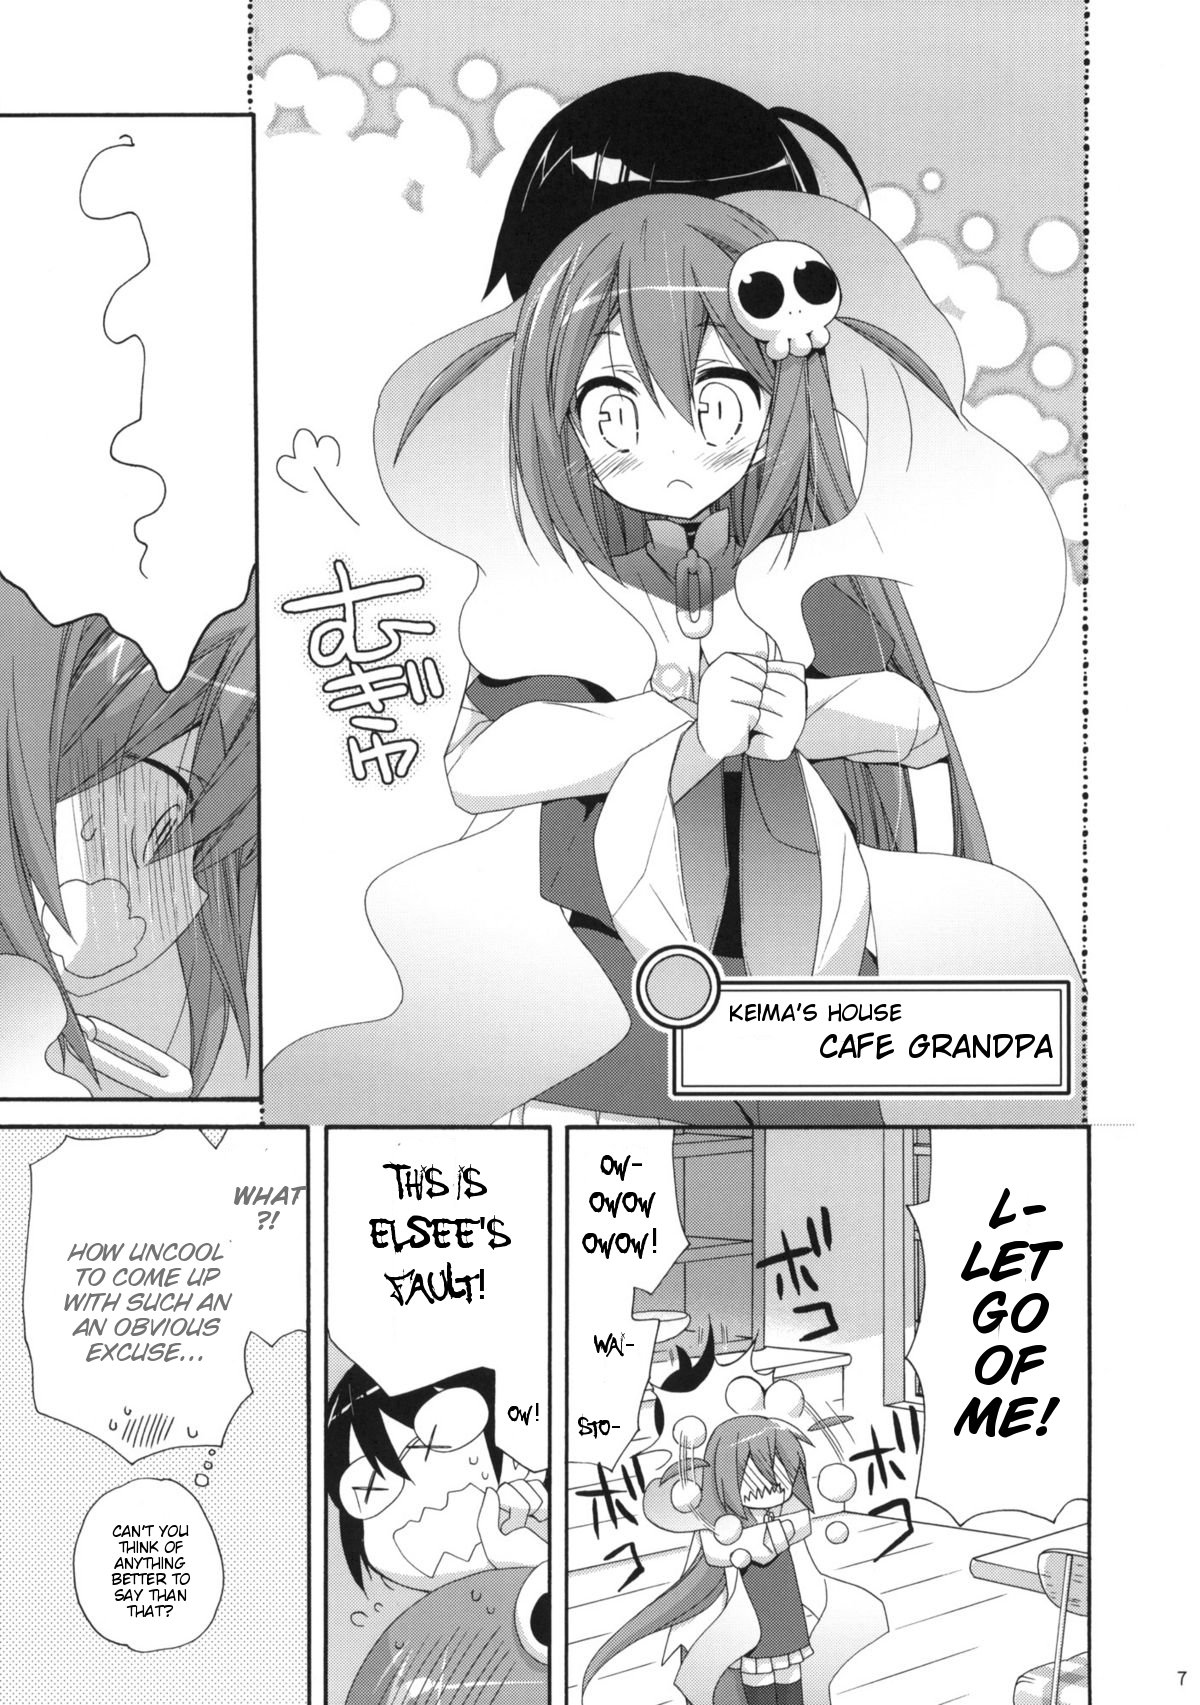 むぎゅ
KEIMA'S HOUSE
CAFE GRANDPA
L-
LET
GO
OF
ME!
ボコ
ボコ
ボコ
OW-
OWOW
OWOW!
WAI-
STO-
OW!
THIS IS
ELSEE'S
FAULT!
WHAT
?!
HOW UNCOOL
TO COME UP
WITH SUCH AN
AN OBVIOUS
EXCUSE...
CAN'T YOU
THINK OF
ANYTHING
BETTER TO
SAY THAN
THAT?
7